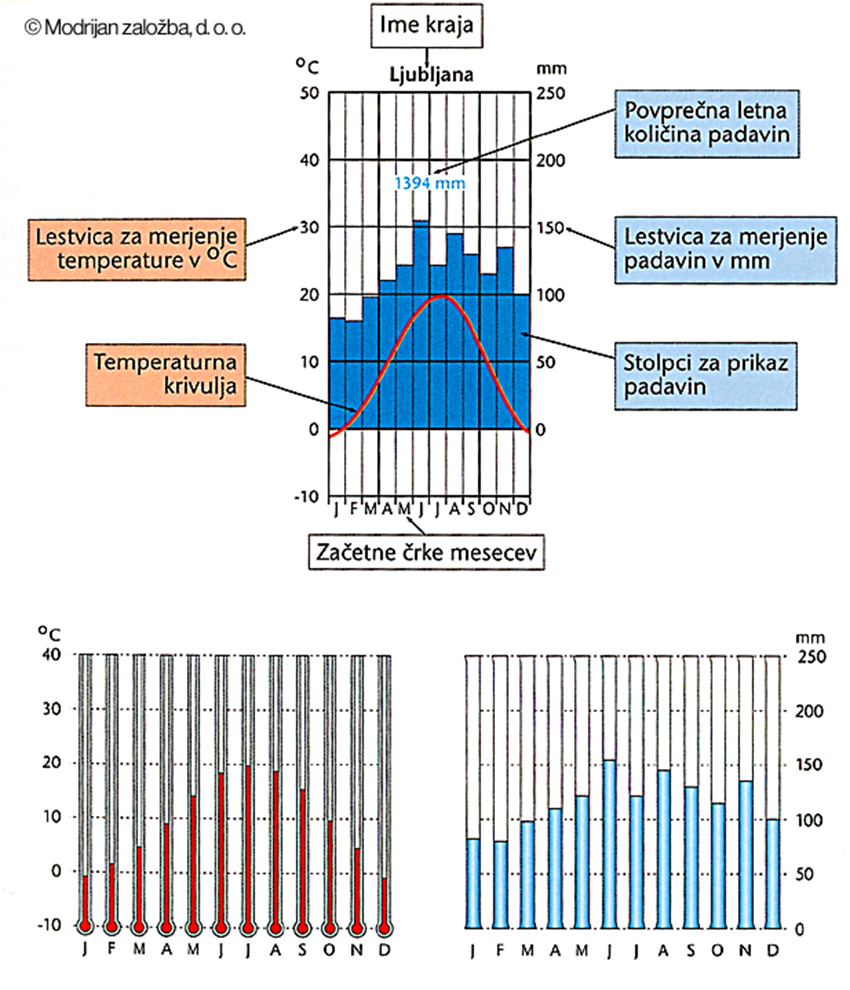 © Modrijan založba, d. o. o.
Ime kraja
°C
Ljubljana
mm
50
250
Povprečna letna
količina padavin
40
200
1394 mm
Lestvica za merjenje
temperature v °C
30
150
Lestvica za merjenje
padavin v mm
20
100
Temperaturna
krivulja
10
50
Stolpci za prikaz
padavin
0
0
-10
J F M A M J J A S O N D
Začetne črke mesecev
°C
40
30
20
10
0
-10
J F M A M J J A S O N D
mm
250
200
150
100
50
0
J F M A M J J A S O N D